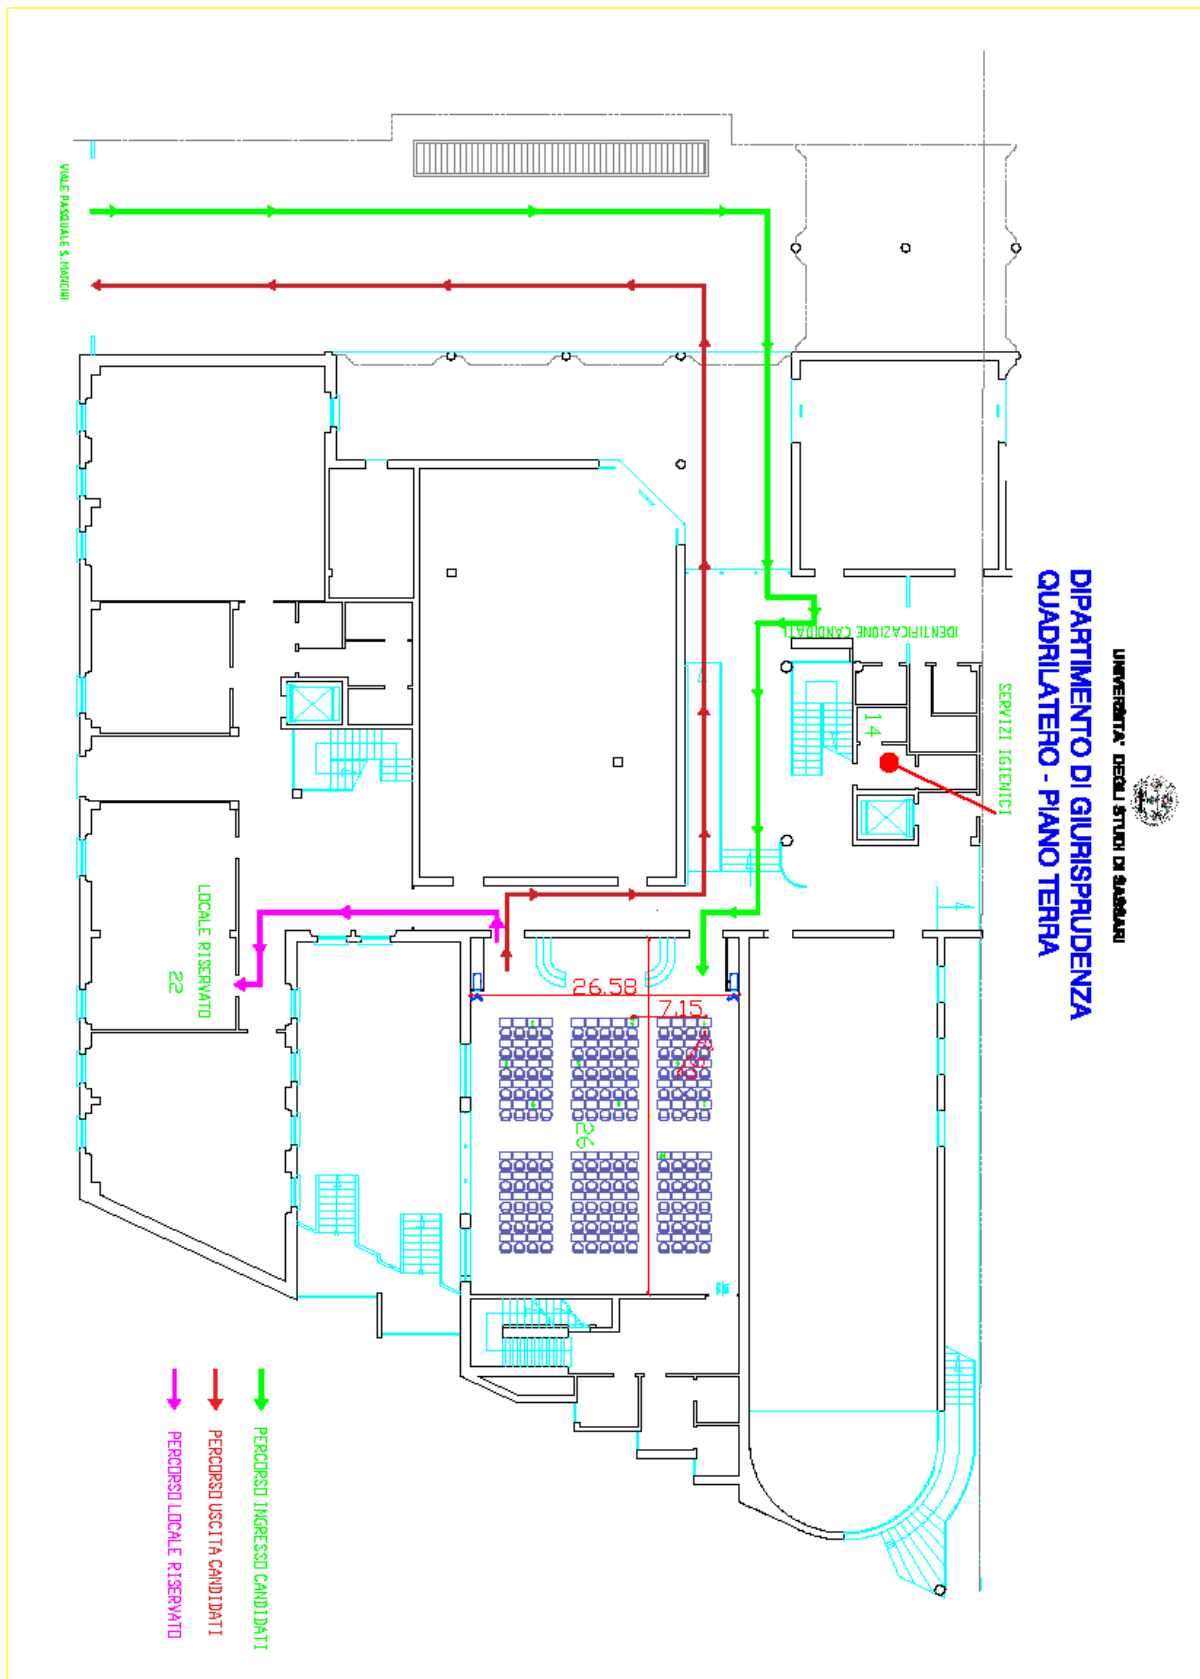 UNIVERSITA' DEGLI STUDI DI SASSARI
DIPARTIMENTO DI GIURISPRUDENZA
QUADRILATERO - PIANO TERRA
SERVIZI IGIENICI
IDENTIFICAZIONE CANDIDATI
14
VIALE PASQUALE S. MANCINI
LOCALE RISERVATO
22
26.58
7.15
26
PERCORSO INGRESSO CANDIDATI
PERCORSO USCITA CANDIDATI
PERCORSO LOCALE RISERVATO